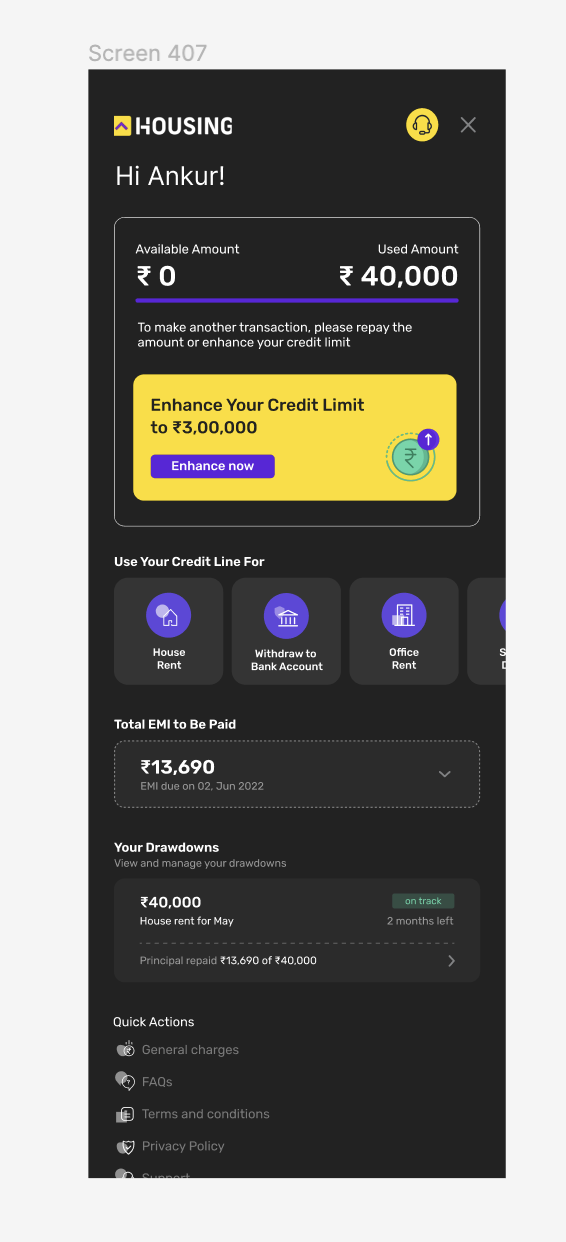 Screen 407
HOUSING
Hi Ankur!
Available Amount
Used Amount
₹ 0
₹ 40,000
To make another transaction, please repay the
amount or enhance your credit limit
Enhance Your Credit Limit
to ₹3,00,000
Enhance now
Use Your Credit Line For
House
Rent
Withdraw to
Bank Account
Office
Rent
Total EMI to Be Paid
₹13,690
EMI due on 02, Jun 2022
Your Drawdowns
View and manage your drawdowns
₹40,000
on track
House rent for May
2 months left
Principal repaid ₹13,690 of ₹40,000
Quick Actions
General charges
FAQs
Terms and conditions
Privacy Policy
Support